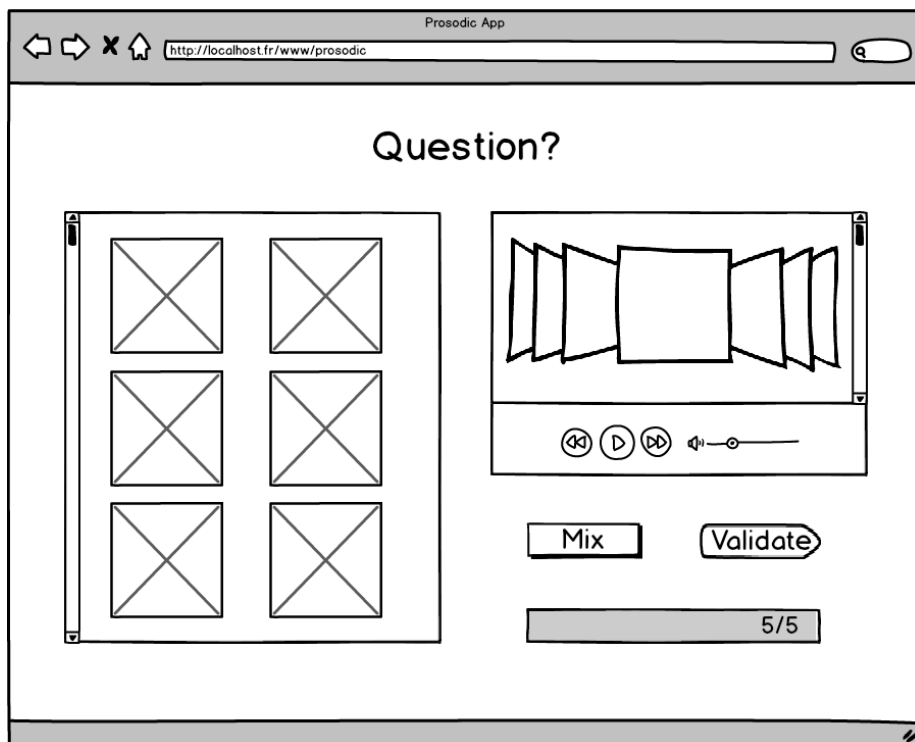 Prosodic App
http://localhost.fr/www/prosodic
Question?
Mix
Validate
5/5